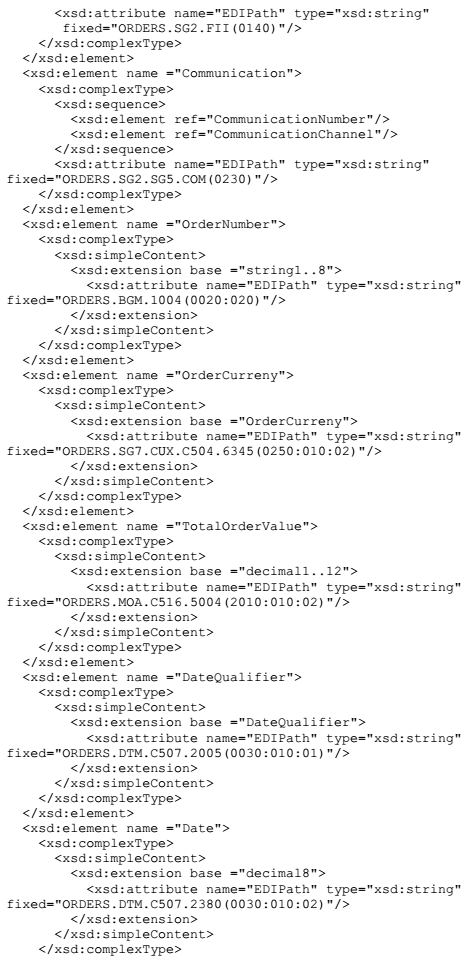 <xsd:attribute name="EDIPath" type="xsd:string"
fixed="ORDERS.SG2.FII(0140)"/>
</xsd:complexType>
</xsd:element>
<xsd:element name ="Communication">
<xsd:complexType>
<xsd:sequence>
<xsd:element ref="CommunicationNumber"/>
<xsd:element ref="CommunicationChannel"/>
</xsd:sequence>
<xsd:attribute name="EDIPath" type="xsd:string"
fixed="ORDERS.SG2.SG5.COM(0230)"/>
</xsd:complexType>
</xsd:element>
<xsd:element name ="OrderNumber">
<xsd:complexType>
<xsd:simpleContent>
<xsd:extension base ="string1..8">
<xsd:attribute name="EDIPath" type="xsd:string"
fixed="ORDERS.BGM.1004(0020:020)"/>
</xsd:extension>
</xsd:simpleContent>
</xsd:complexType>
</xsd:element>
<xsd:element name ="OrderCurreny">
<xsd:complexType>
<xsd:simpleContent>
<xsd:extension base ="OrderCurreny">
<xsd:attribute name="EDIPath" type="xsd:string"
fixed="ORDERS.SG7.CUX.C504.6345(0250:010:02)"/>
</xsd:extension>
</xsd:simpleContent>
</xsd:complexType>
</xsd:element>
<xsd:element name ="TotalOrderValue">
<xsd:complexType>
<xsd:simpleContent>
<xsd:extension base ="decimal1..12">
<xsd:attribute name="EDIPath" type="xsd:string"
fixed="ORDERS.MOA.C516.5004(2010:010:02)"/>
</xsd:extension>
</xsd:simpleContent>
</xsd:complexType>
</xsd:element>
<xsd:element name ="DateQualifier">
<xsd:complexType>
<xsd:simpleContent>
<xsd:extension base ="DateQualifier">
<xsd:attribute name="EDIPath" type="xsd:string"
fixed="ORDERS.DTM.C507.2005(0030:010:01)"/>
</xsd:extension>
</xsd:simpleContent>
</xsd:complexType>
</xsd:element>
<xsd:element name ="Date">
<xsd:complexType>
<xsd:simpleContent>
<xsd:extension base ="decimal8">
<xsd:attribute name="EDIPath" type="xsd:string"
fixed="ORDERS.DTM.C507.2380(0030:010:02)"/>
</xsd:extension>
</xsd:simpleContent>
</xsd:complexType>